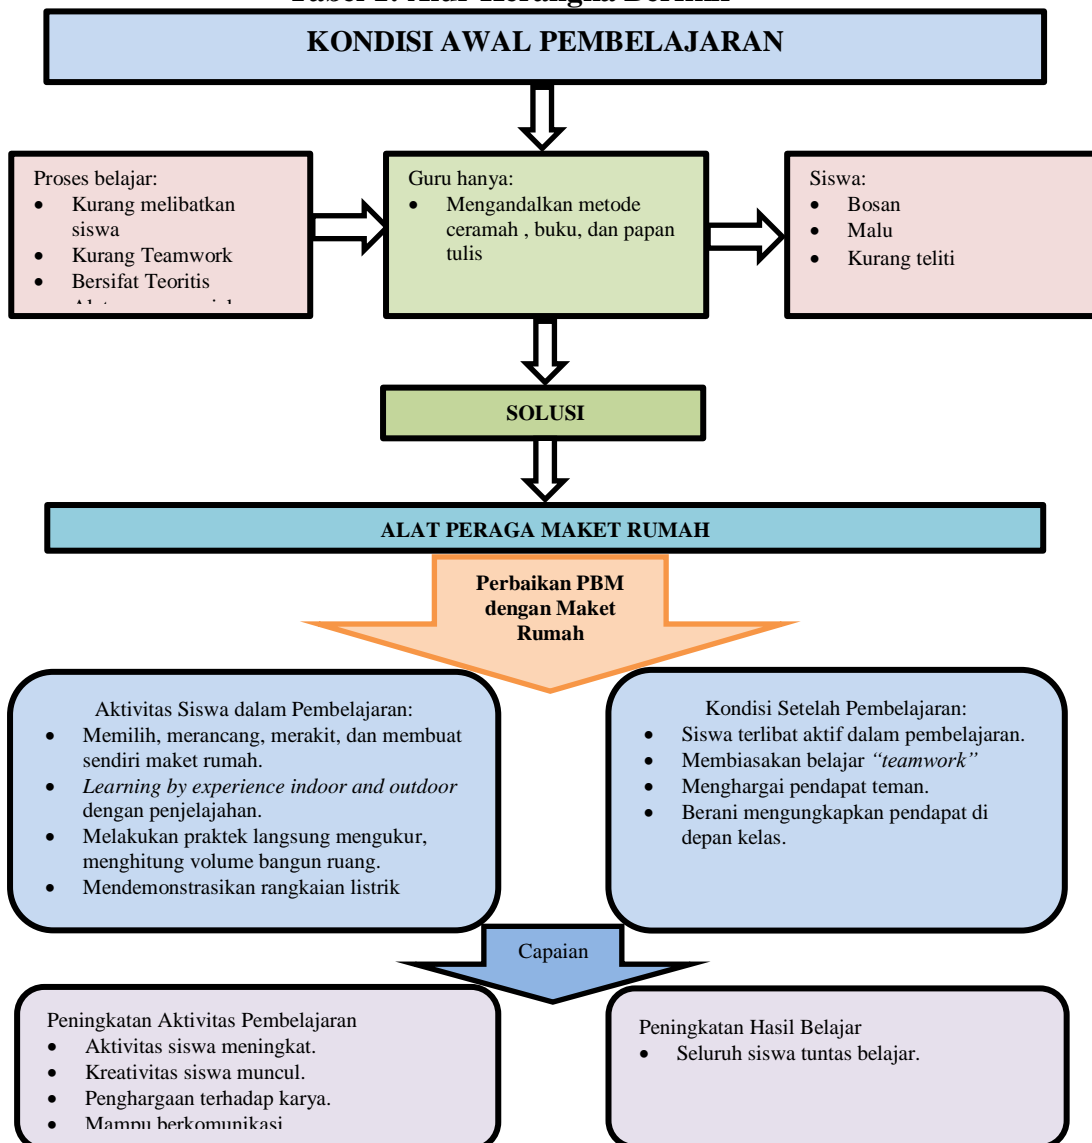 KONDISI AWAL PEMBELAJARAN
Proses belajar:
• Kurang melibatkan
siswa
• Kurang Teamwork
• Bersifat Teoritis
Guru hanya:
• Mengandalkan metode
ceramah , buku, dan papan
tulis
Siswa:
• Bosan
• Malu
• Kurang teliti
SOLUSI
ALAT PERAGA MAKET RUMAH
Perbaikan PBM
dengan Maket
Rumah
Aktivitas Siswa dalam Pembelajaran:
• Memilih, merancang, merakit, dan membuat
sendiri maket rumah.
• Learning by experience indoor and outdoor
dengan penjelajahan.
• Melakukan praktek langsung mengukur,
menghitung volume bangun ruang.
• Mendemonstrasikan rangkaian listrik
Kondisi Setelah Pembelajaran:
• Siswa terlibat aktif dalam pembelajaran.
• Membiasakan belajar “teamwork”
• Menghargai pendapat teman.
• Berani mengungkapkan pendapat di
depan kelas.
Capaian
Peningkatan Aktivitas Pembelajaran
• Aktivitas siswa meningkat.
• Kreativitas siswa muncul.
• Penghargaan terhadap karya.
• Mampu berkomunikasi
Peningkatan Hasil Belajar
• Seluruh siswa tuntas belajar.